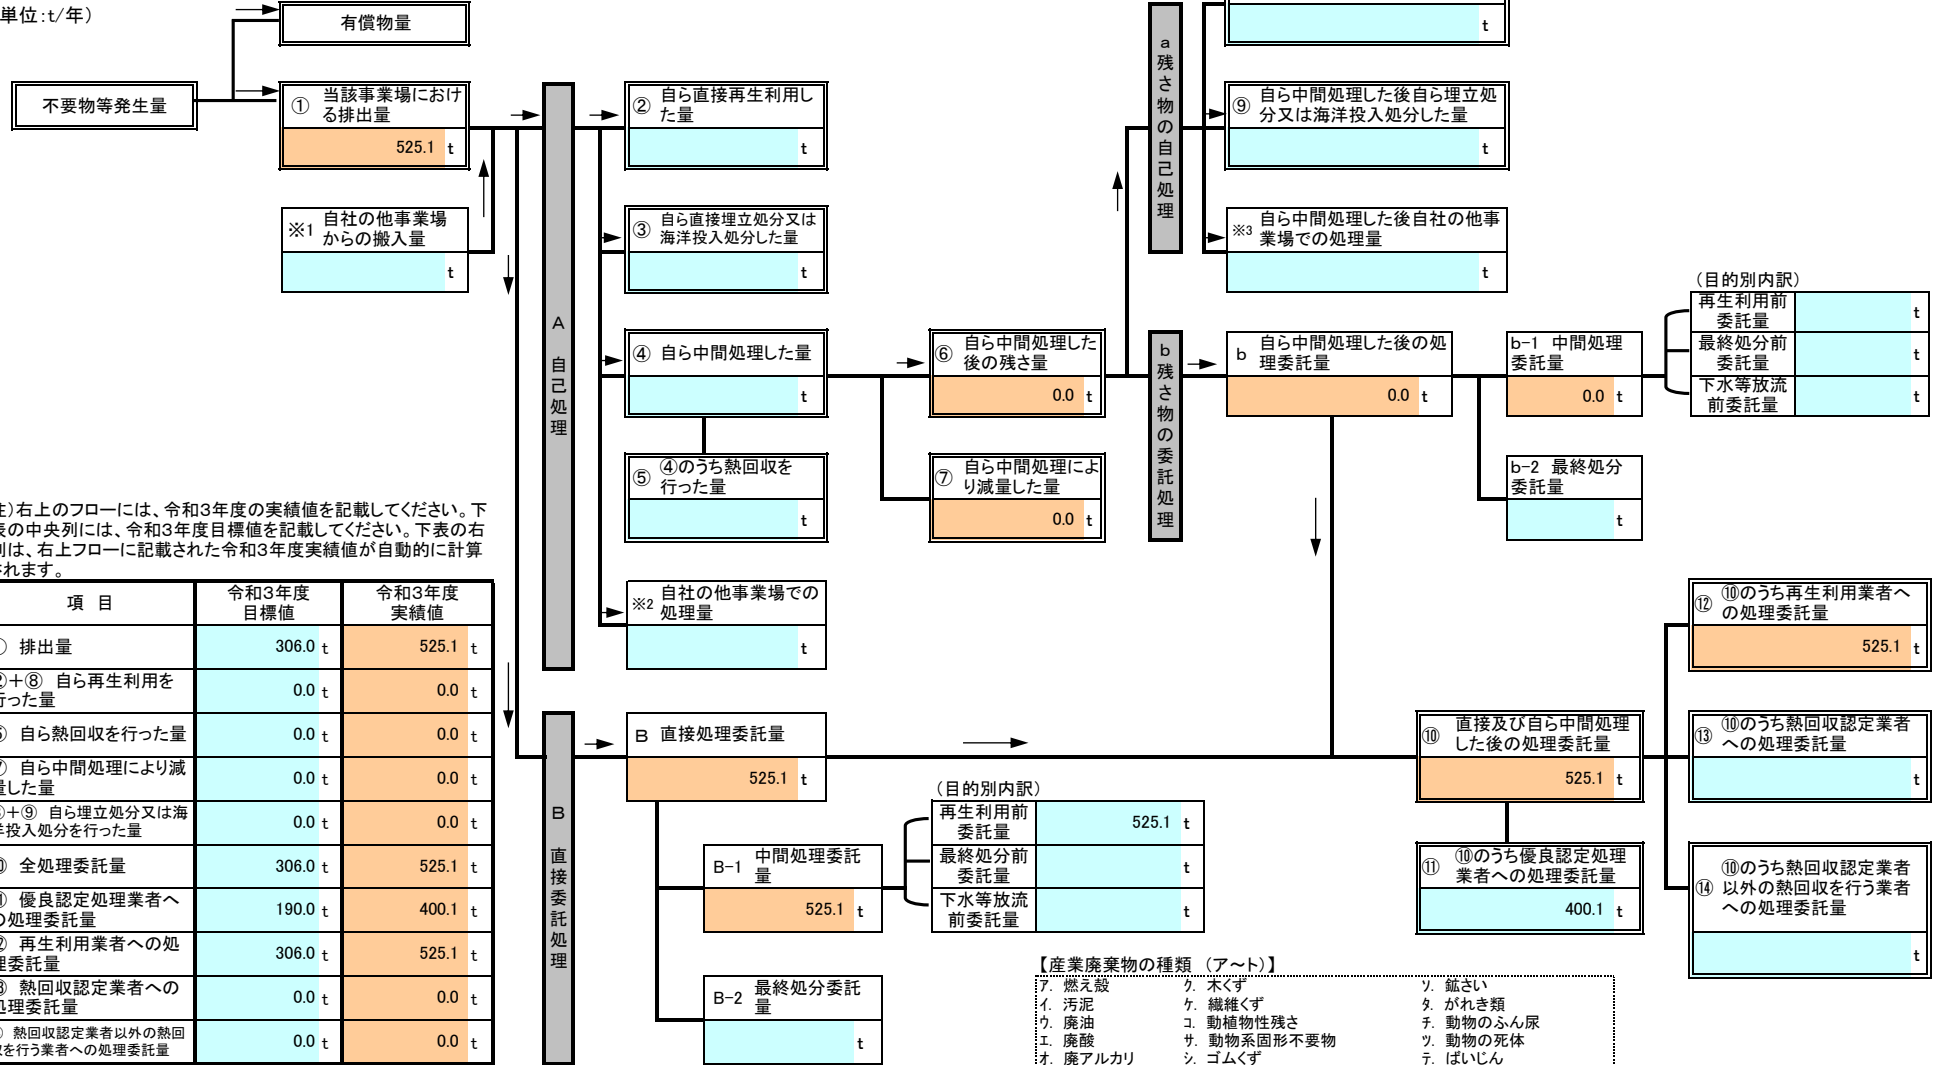 単位:t/年）
有償物量
不要物等発生量
① 当該事業場におけ
る排出量
525.1 t
※1 自社の他事業場
からの搬入量
t
A 自己処理
② 自ら直接再生利用し
た量
t
③ 自ら直接埋立処分又は
海洋投入処分した量
t
④ 自ら中間処理した量
t
⑤ ④のうち熱回収を
行った量
t
※2 自社の他事業場での
処理量
t
⑥ 自ら中間処理した
後の残さ量
0.0 t
⑦ 自ら中間処理によ
り減量した量
0.0 t
a 残さ物の自己処理
t
⑨ 自ら中間処理した後自ら埋立処
分又は海洋投入処分した量
t
※3 自ら中間処理した後自社の他事
業場での処理量
t
b 残さ物の委託処理
b 自ら中間処理した後の処
理委託量
0.0 t
b-1 中間処理
委託量
0.0 t
b-2 最終処分
委託量
t
（目的別内訳）
再生利用前
委託量
t
最終処分前
委託量
t
下水等放流
前委託量
t
注）右上のフローには、令和3年度の実績値を記載してください。下
表の中央列には、令和3年度目標値を記載してください。下表の右
列は、右上フローに記載された令和3年度実績値が自動的に計算
されます。
項 目 令和3年度
目標値 令和3年度
実績値
① 排出量 306.0 t 525.1 t
②＋⑧ 自ら再生利用を
行った量 0.0 t 0.0 t
⑤ 自ら熱回収を行った量 0.0 t 0.0 t
⑦ 自ら中間処理により減
量した量 0.0 t 0.0 t
③＋⑨ 自ら埋立処分又は海
洋投入処分を行った量 0.0 t 0.0 t
⑩ 全処理委託量 306.0 t 525.1 t
⑪ 優良認定処理業者へ
の処理委託量 190.0 t 400.1 t
⑫ 再生利用業者への処
理委託量 306.0 t 525.1 t
⑬ 熱回収認定業者への
処理委託量 0.0 t 0.0 t
⑭ 熱回収認定業者以外の熱回
収を行う業者への処理委託量 0.0 t 0.0 t
B 直接委託処理
B 直接処理委託量
525.1 t
B-1 中間処理委託
量
525.1 t
B-2 最終処分委託
量
t
（目的別内訳）
再生利用前
委託量
525.1 t
最終処分前
委託量
t
下水等放流
前委託量
t
⑩ 直接及び自ら中間処理
した後の処理委託量
525.1 t
⑪ ⑩のうち優良認定処理
業者への処理委託量
400.1 t
⑫ ⑩のうち再生利用業者へ
の処理委託量
525.1 t
⑬ ⑩のうち熱回収認定業者
への処理委託量
t
⑭ ⑩のうち熱回収認定業者
以外の熱回収を行う業者
への処理委託量
t
【産業廃棄物の種類 （ア～ト）】
ア. 燃え殻 ク. 木くず ソ. 鉱さい
イ. 汚泥 ケ. 繊維くず タ. がれき類
ウ. 廃油 コ. 動植物性残さ チ. 動物のふん尿
エ. 廃酸 サ. 動物系固形不要物 ツ. 動物の死体
オ. 廃アルカリ シ. ゴムくず テ. ばいじん